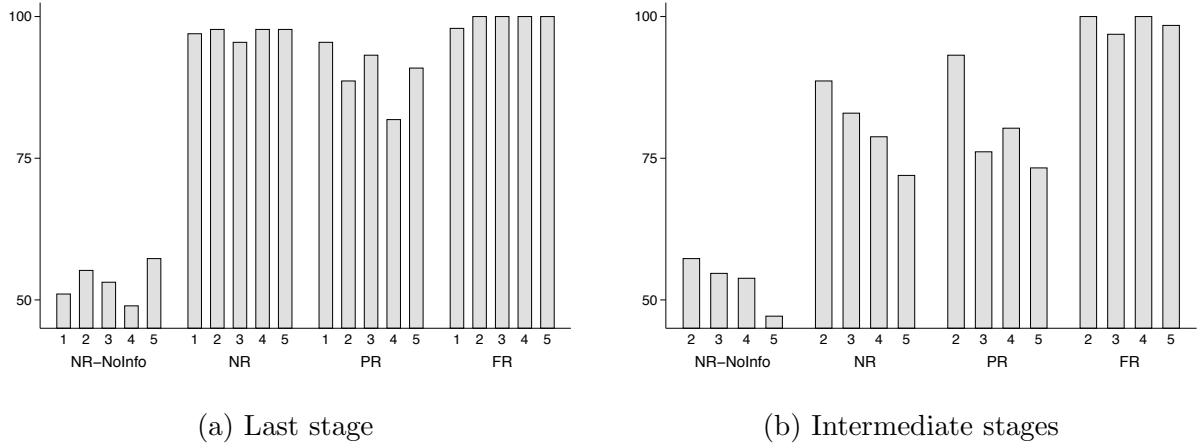 100
75
50
1 2 3 4 5 1 2 3 4 5 1 2 3 4 5 1 2 3 4 5
NR−NoInfo NR PR FR
(a) Last stage
100
75
50
2 3 4 5 2 3 4 5 2 3 4 5 2 3 4 5
NR−NoInfo NR PR FR
(b) Intermediate stages